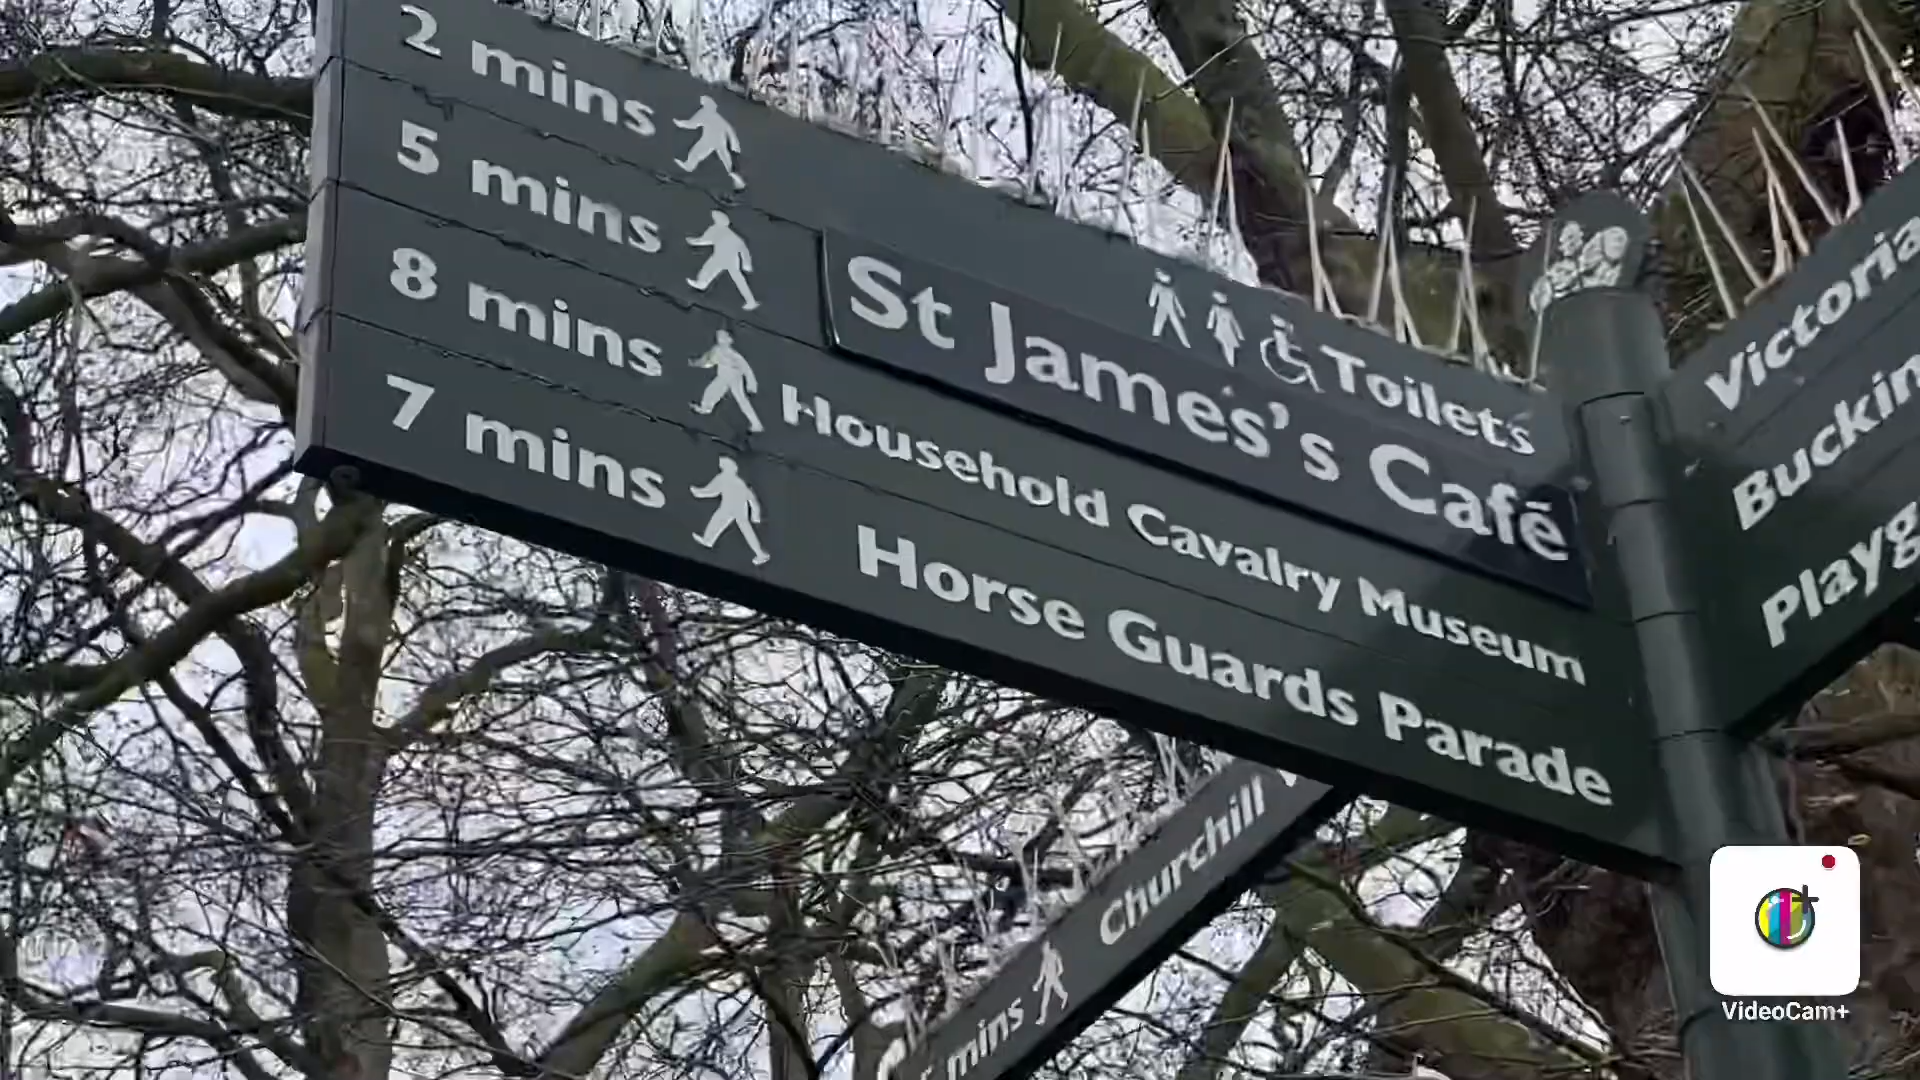 2 mins Toilets
5 mins St James's Café
8 mins Household Cavalry Museum
7 mins Horse Guards Parade
Victoria
Buckin
Playg
Churchill
mins
VideoCam+